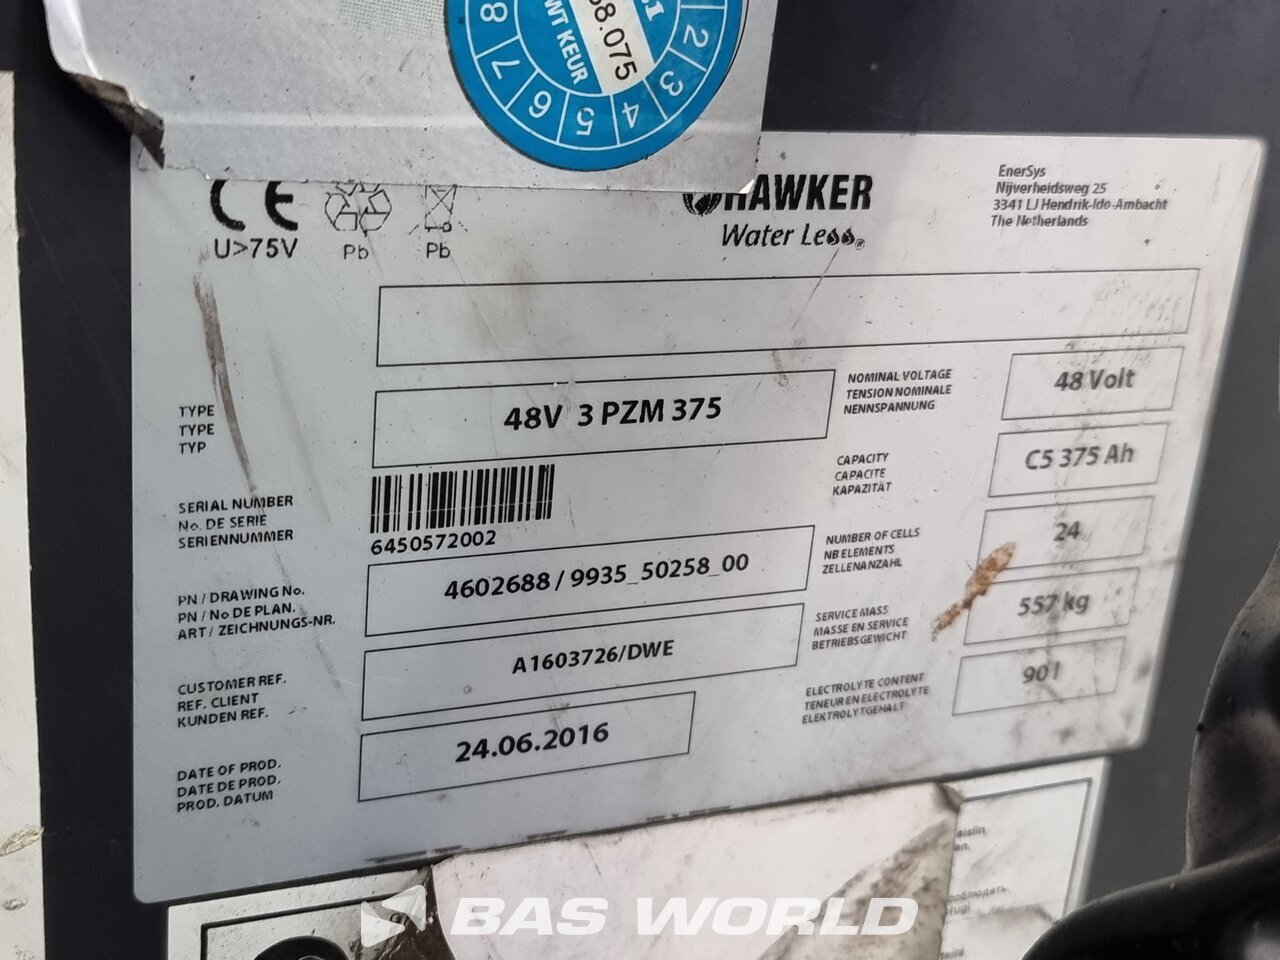 8
7
6
5
4
3
2
WNT KEUR
68.075
CE
U>75V
Pb
Pb
HAWKER
Water Less®
EnerSys
Nijverheidsweg 25
3341 LJ Hendrik-Ido-Ambacht
The Netherlands
TYPE
TYPE
TYP
48V 3 PZM 375
NOMINAL VOLTAGE
TENSION NOMINALE
NENNSPANNUNG
48 Volt
SERIAL NUMBER
No. DE SERIE
SERIENNUMMER
6450572002
CAPACITY
CAPACITE
KAPAZITÄT
C5 375 Ah
PN / DRAWING No.
PN / No DE PLAN.
ART / ZEICHNUNGS-NR.
4602688 / 9935_50258_00
NUMBER OF CELLS
NB ELEMENTS
ZELLENANZAHL
24
CUSTOMER REF.
REF. CLIENT
KUNDEN REF.
A1603726/DWE
SERVICE MASS
MASSE EN SERVICE
BETRIEBSGEWICHT
557 kg
DATE OF PROD.
DATE DE PROD.
PROD. DATUM
24.06.2016
ELECTROLYTE CONTENT
TENEUR EN ELECTROLYTE
ELEKTROLYTGEHALT
90 l
BAS WORLD